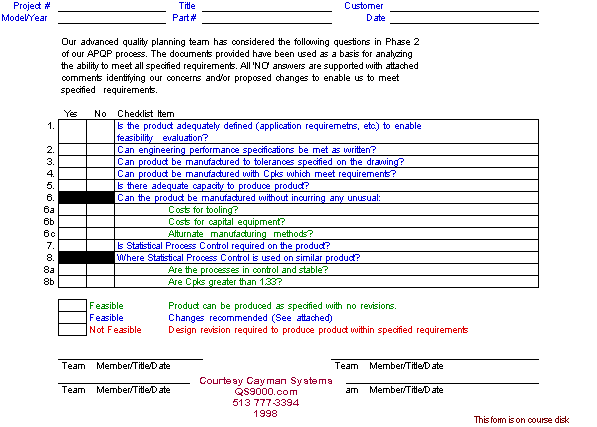 Project # Title Customer
Model/Year Part # Date
Our advanced quality planning team has considered the following questions in Phase 2
of our APQP process. The documents provided have been used as a basis for analyzing
the ability to meet all specified requirements. All 'NO' answers are supported with attached
comments identifying our concerns and/or proposed changes to enable us to meet
specified requirements.
Yes No Checklist Item
1. Is the product adequately defined (application requiremetns, etc.) to enable
feasibility evaluation?
2. Can engineering performance specifications be met as written?
3. Can product be manufactured to tolerances specified on the drawing?
4. Can product be manufactured with Cpks which meet requirements?
5. Is there adequate capacity to produce product?
6. Can the product be manufactured without incurring any unusual:
6a Costs for tooling?
6b Costs for capital equipment?
6c Alternate manufacturing methods?
7. Is Statistical Process Control required on the product?
8. Where Statistical Process Control is used on similar product?
8a Are the processes in control and stable?
8b Are Cpks greater than 1.33?
Feasible Product can be produced as specified with no revisions.
Feasible Changes recommended (See attached)
Not Feasible Design revision required to produce product within specified requirements
Team Member/Title/Date Team Member/Title/Date
Team Member/Title/Date am Member/Title/Date
Courtesy Cayman Systems
QS9000.com
513 777-3394
1998
This form is on course disk